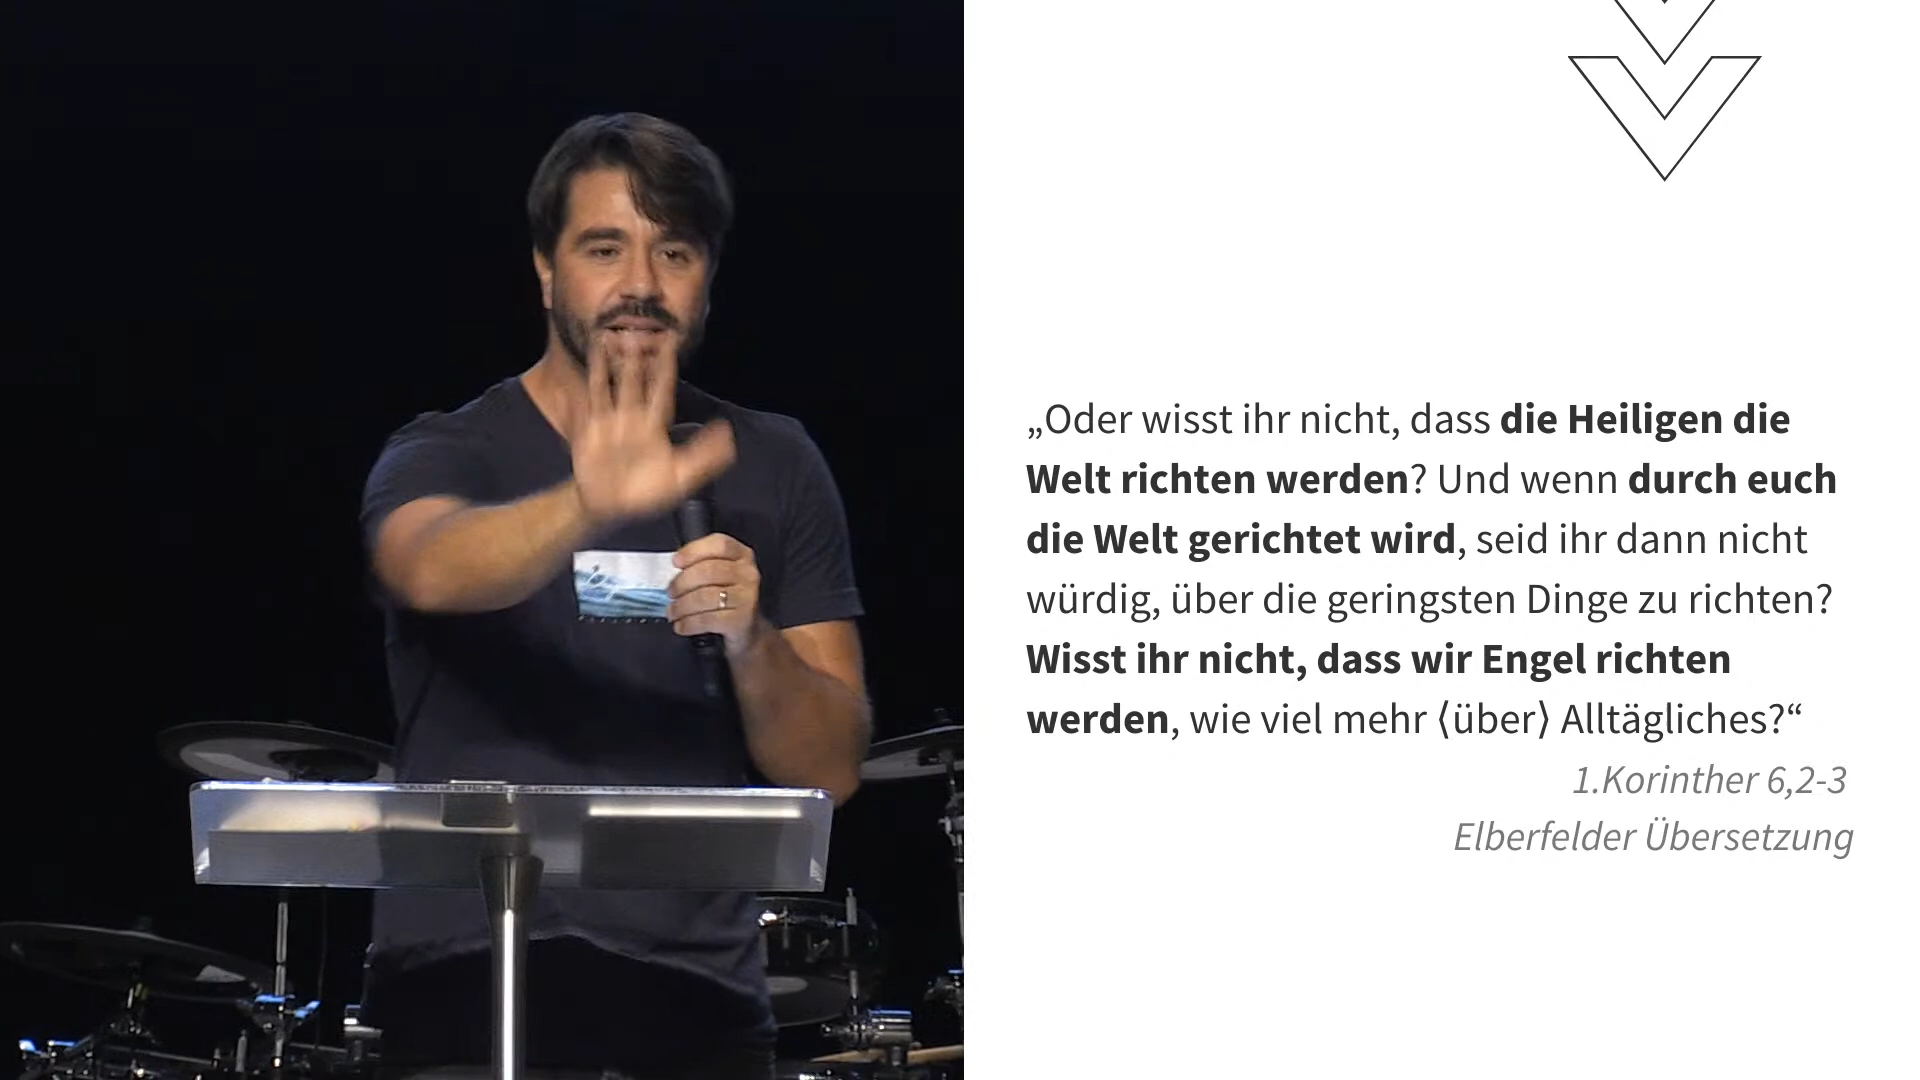 „Oder wisst ihr nicht, dass die Heiligen die
Welt richten werden? Und wenn durch euch
die Welt gerichtet wird, seid ihr dann nicht
würdig, über die geringsten Dinge zu richten?
Wisst ihr nicht, dass wir Engel richten
werden, wie viel mehr ⟨über⟩ Alltägliches?“
1.Korinther 6,2-3
Elberfelder Übersetzung